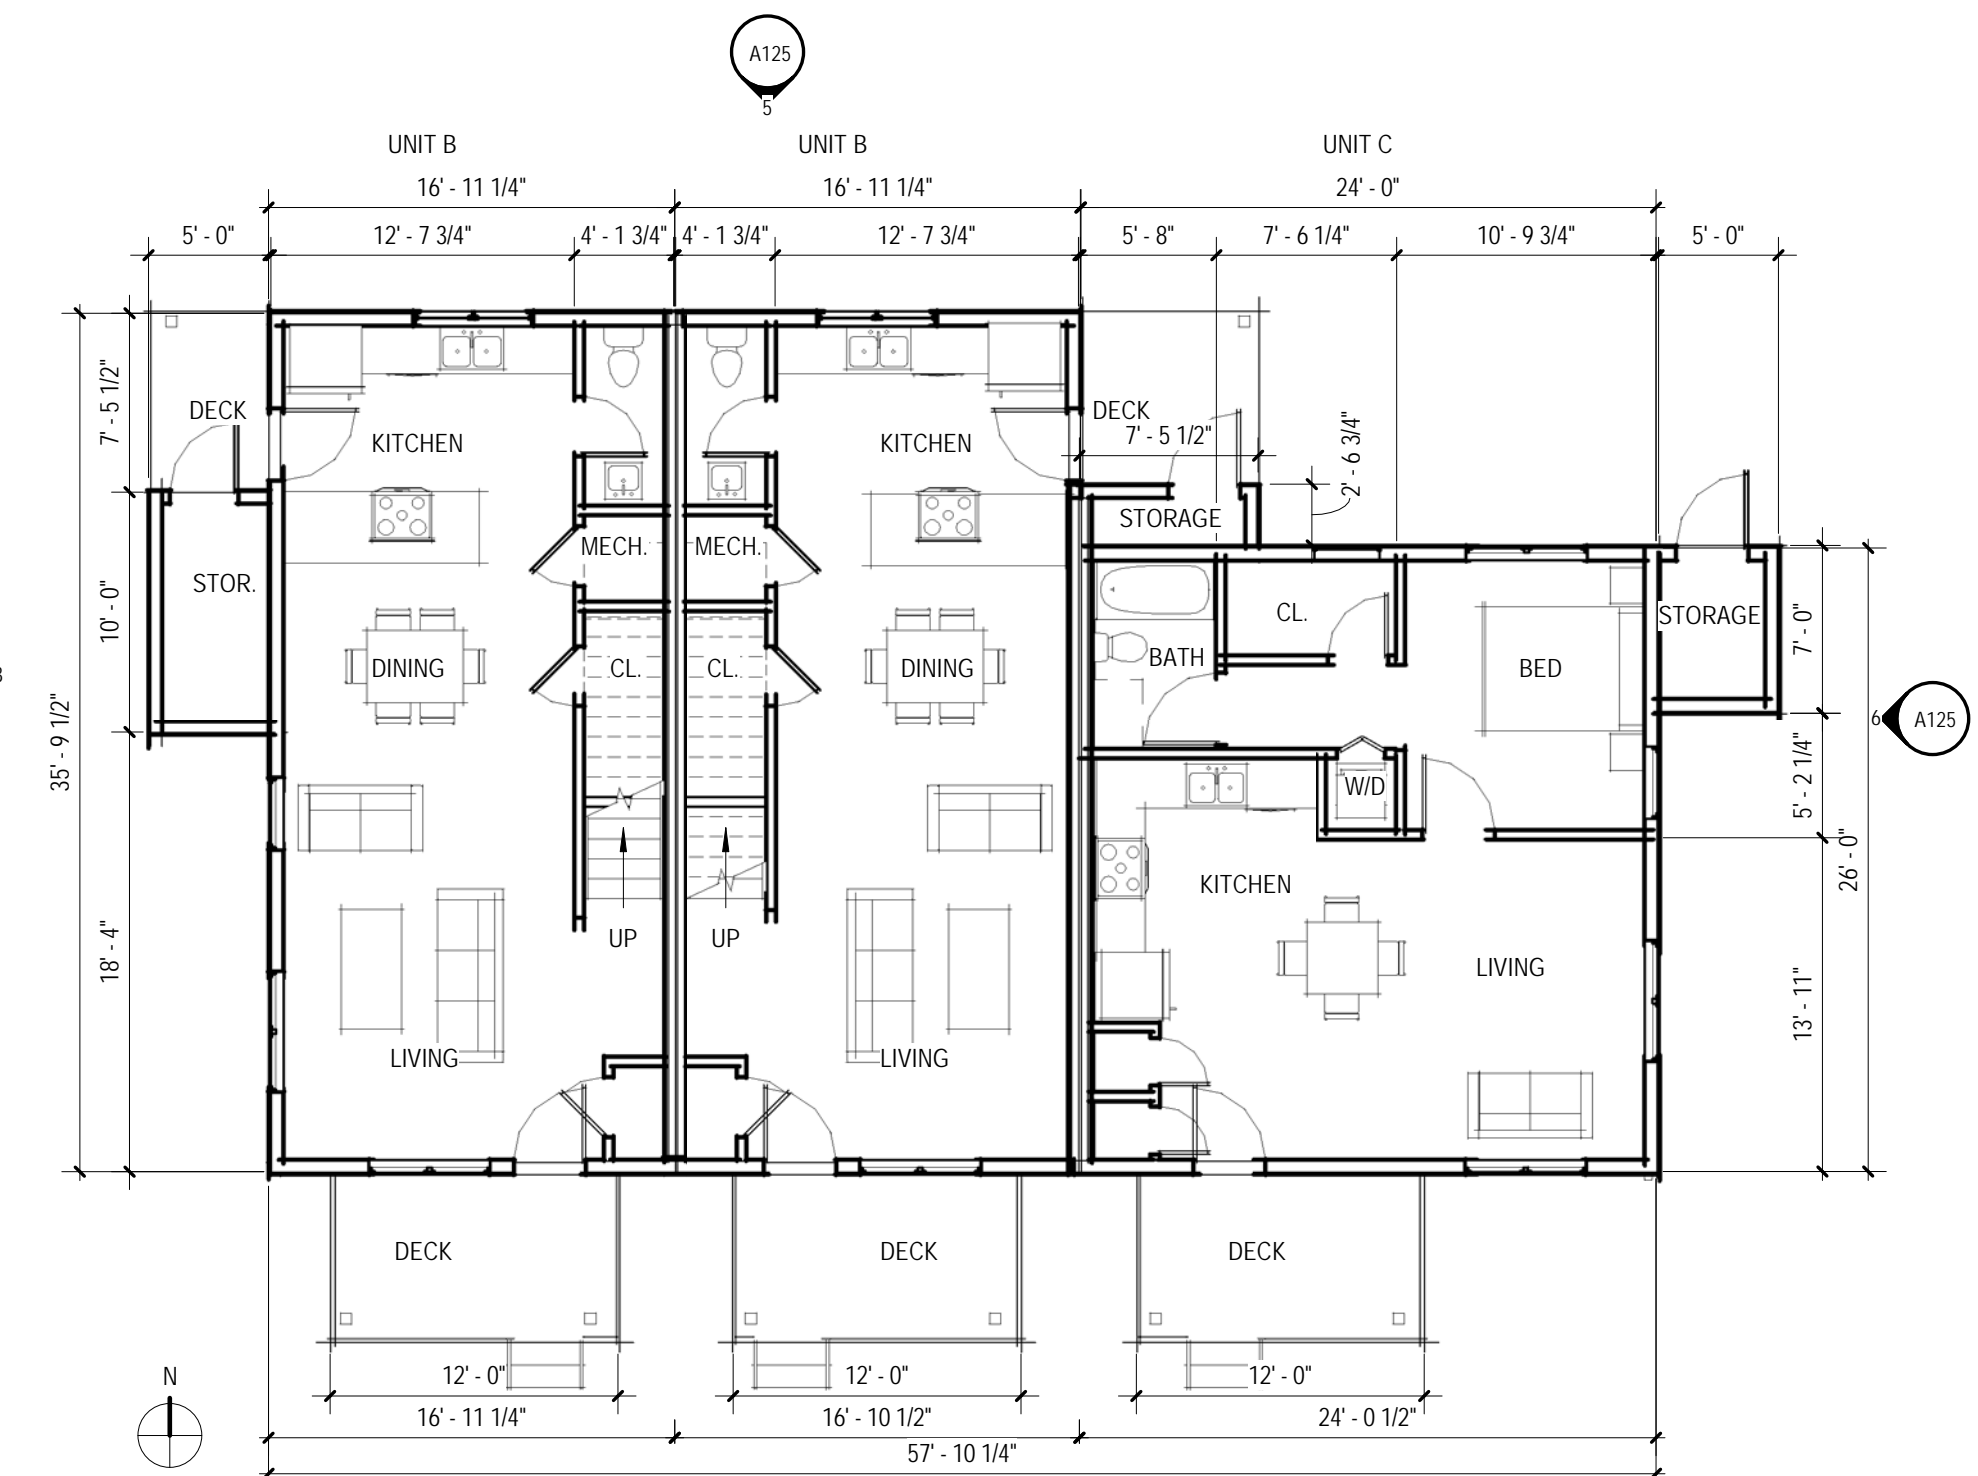 A125
5
UNIT B
UNIT B
UNIT C
16' - 11 1/4"
16' - 11 1/4"
24' - 0"
5' - 0"
12' - 7 3/4"
4' - 1 3/4"
4' - 1 3/4"
12' - 7 3/4"
5' - 8"
7' - 6 1/4"
10' - 9 3/4"
5' - 0"
7' - 5 1/2"
DECK
KITCHEN
KITCHEN
DECK
7' - 5 1/2"
2' - 6 3/4"
STORAGE
MECH.
MECH.
STOR.
10' - 0"
CL.
STORAGE
7' - 0"
DINING
CL.
CL.
DINING
BATH
BED
35' - 9 1/2"
6
A125
W/D
5' - 2 1/4"
26' - 0"
KITCHEN
18' - 4"
UP
UP
LIVING
13' - 11"
LIVING
LIVING
DECK
DECK
DECK
N
12' - 0"
12' - 0"
12' - 0"
16' - 11 1/4"
16' - 10 1/2"
24' - 0 1/2"
57' - 10 1/4"